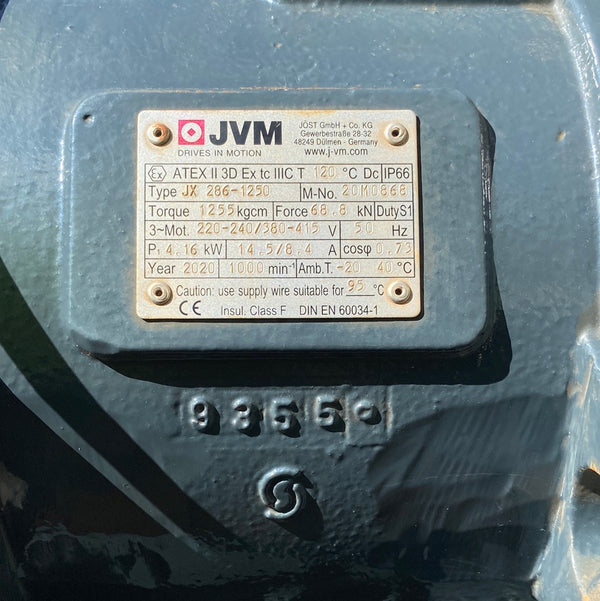 JVM
DRIVES IN MOTION
JÖST GmbH + Co. KG
Gewerbestraße 28-32
48249 Dülmen - Germany
www.j-vm.com
Ex ATEX II 3D Ex tc IIIC T 120 °C Dc IP66
Type JX 286-1250 M-No. 20M0868
Torque 1255 kgcm Force 68.8 kN Duty S1
3~Mot. 220-240/380-415 V 50 Hz
P₁ 4.16 kW 14.5/8.4 A cosφ 0.73
Year 2020 1000 min⁻¹ Amb.T. -20 40 °C
Caution: use supply wire suitable for 95 °C
CE Insul. Class F DIN EN 60034-1
9355